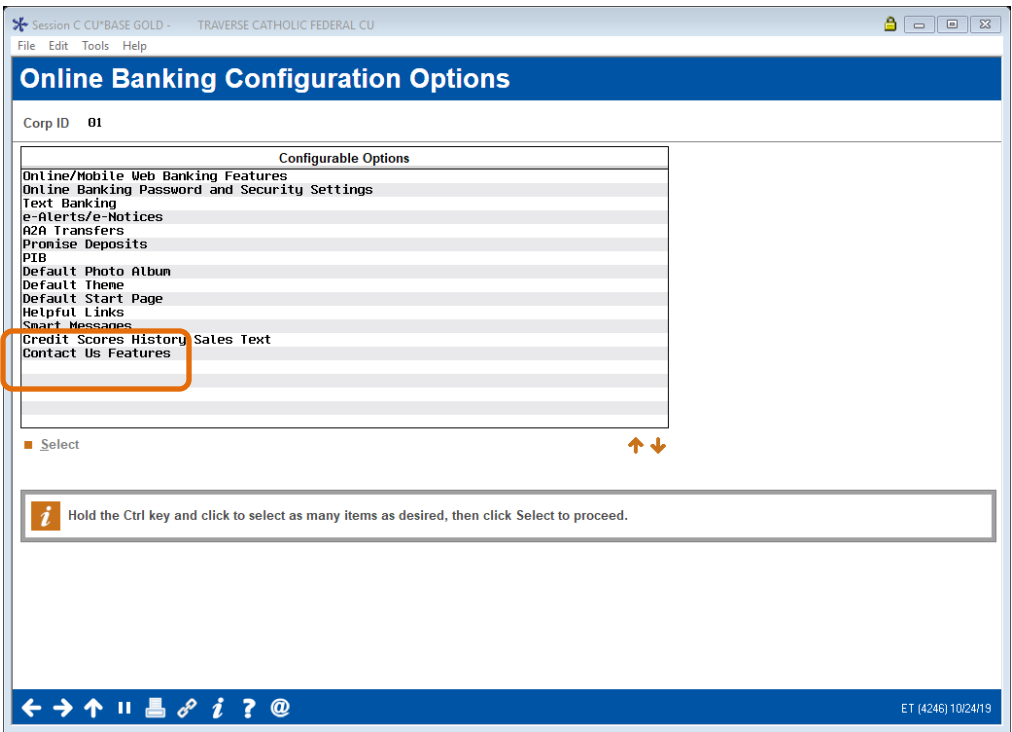 Session C CU*BASE GOLD - TRAVERSE CATHOLIC FEDERAL CU
File Edit Tools Help
Online Banking Configuration Options
Corp ID 01
Configurable Options
Online/Mobile Web Banking Features
Online Banking Password and Security Settings
Text Banking
e-Alerts/e-Notices
A2A Transfers
Promise Deposits
PIB
Default Photo Album
Default Theme
Default Start Page
Helpful Links
Smart Messages
Credit Scores History Sales Text
Contact Us Features
Select
i Hold the Ctrl key and click to select as many items as desired, then click Select to proceed.
i ? @ ET (4246) 10/24/19